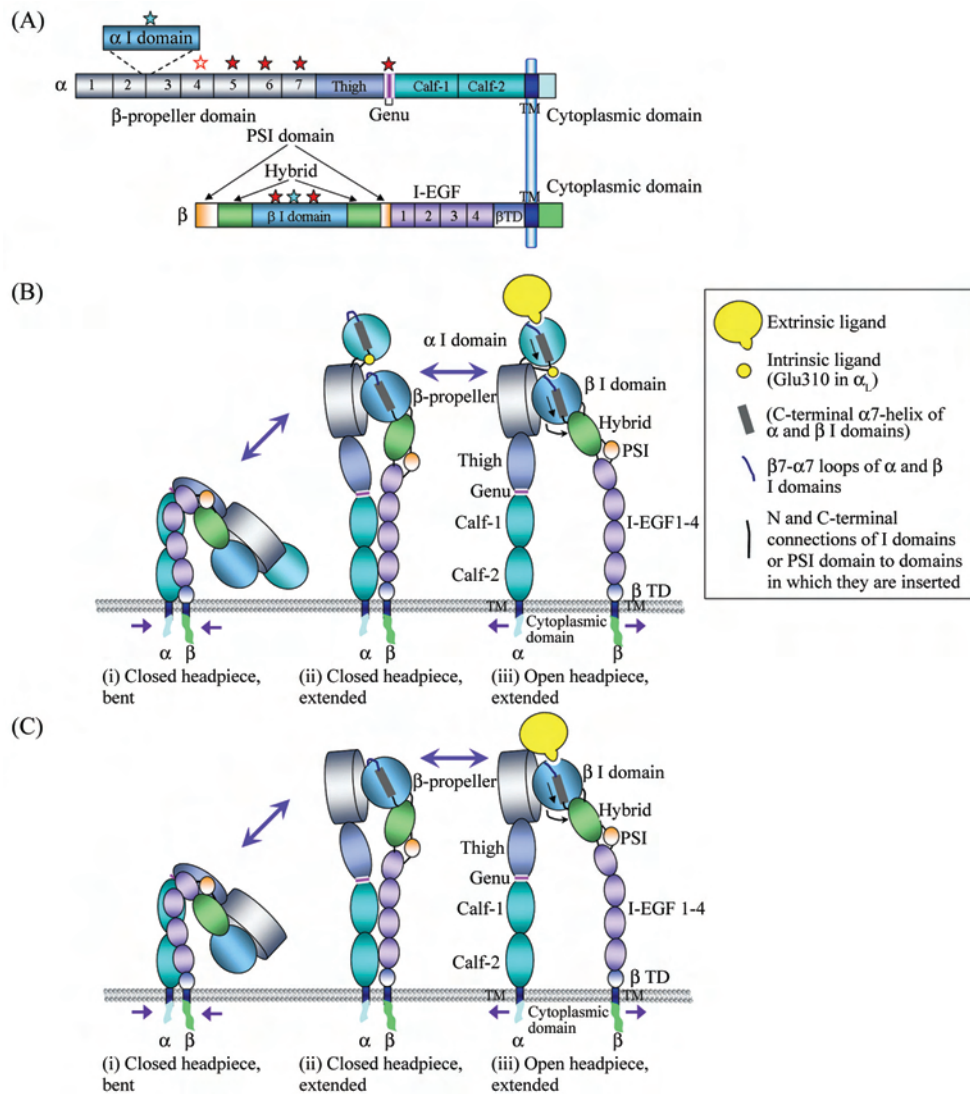 (A)
α I domain
α
1 2 3 4 5 6 7 Thigh Calf-1 Calf-2
TM
β-propeller domain
Genu
Cytoplasmic domain
PSI domain
Hybrid
I-EGF
Cytoplasmic domain
TM
β
β I domain
1 2 3 4 βTD
(B)
α I domain
β-propeller
β I domain
Hybrid
PSI
Thigh
Genu
Calf-1
I-EGF1-4
Calf-2
β TD
TM
TM
Cytoplasmic
domain
α
β
α
β
α
β
(i) Closed headpiece,
bent
(ii) Closed headpiece,
extended
(iii) Open headpiece,
extended
Extrinsic ligand
Intrinsic ligand
(Glu310 in αL)
(C-terminal α7-helix of
α and β I domains)
β7-α7 loops of α and β
I domains
N and C-terminal
connections of I domains
or PSI domain to domains
in which they are inserted
(C)
β-propeller
β I domain
Hybrid
PSI
Thigh
Genu
Calf-1
I-EGF 1-4
Calf-2
β TD
TM
TM
Cytoplasmic
domain
α
β
α
β
α
β
(i) Closed headpiece,
bent
(ii) Closed headpiece,
extended
(iii) Open headpiece,
extended